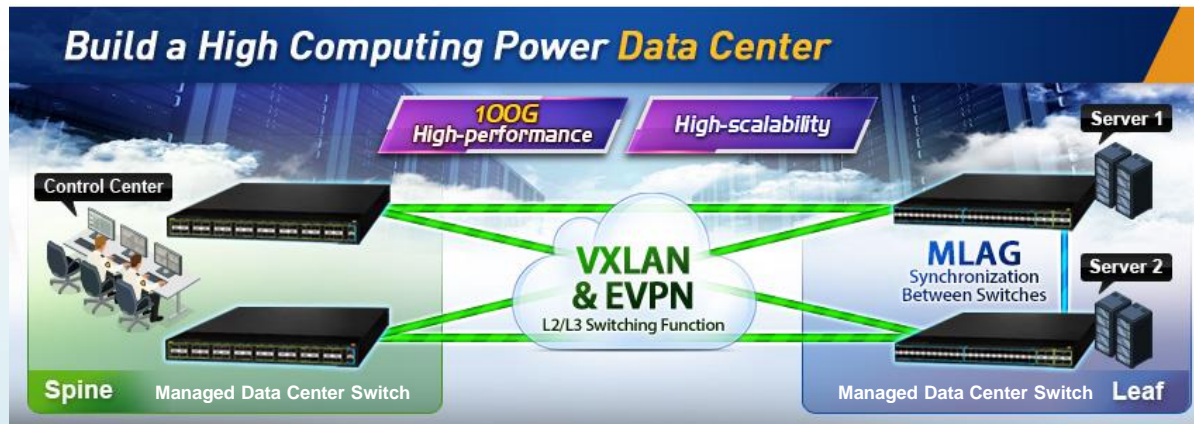 Build a High Computing Power Data Center
100G
High-performance
High-scalability
Server 1
Control Center
VXLAN
& EVPN
L2/L3 Switching Function
MLAG
Synchronization
Between Switches
Server 2
Spine Managed Data Center Switch
Managed Data Center Switch Leaf